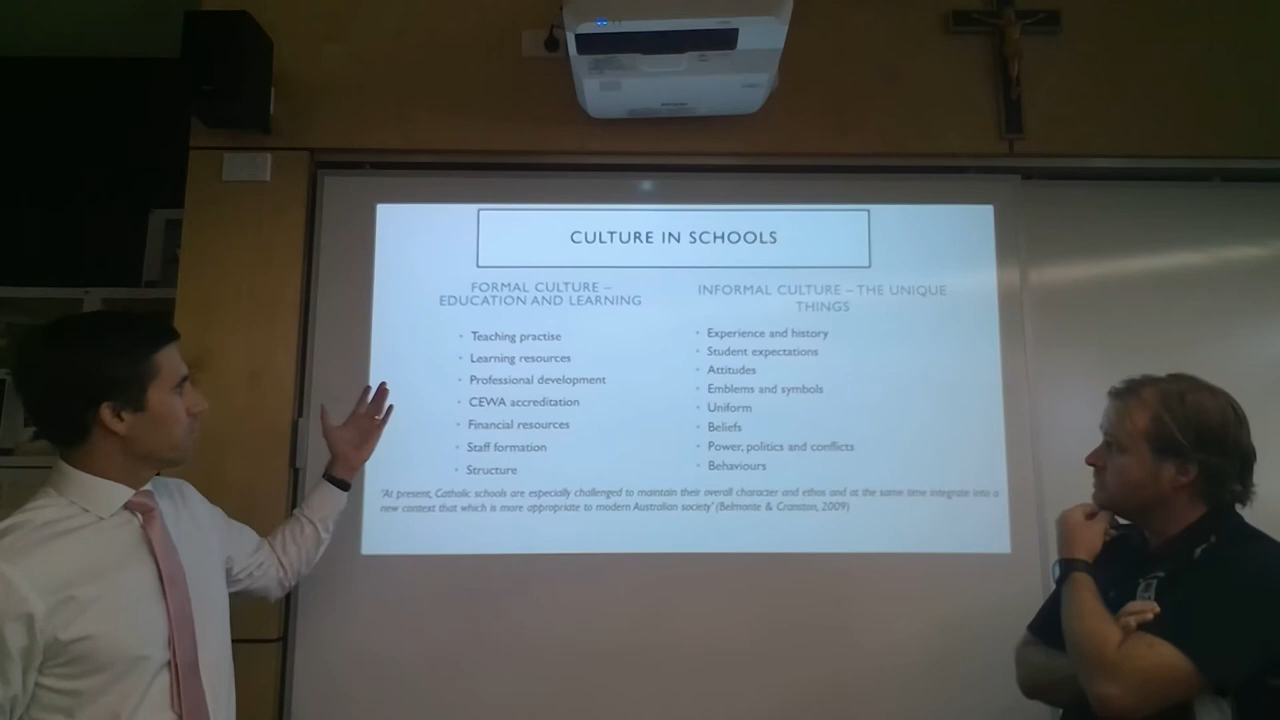 CULTURE IN SCHOOLS
FORMAL CULTURE –
EDUCATION AND LEARNING
• Teaching practise
• Learning resources
• Professional development
• CEWA accreditation
• Financial resources
• Staff formation
• Structure
INFORMAL CULTURE – THE UNIQUE
THINGS
• Experience and history
• Student expectations
• Attitudes
• Emblems and symbols
• Uniform
• Beliefs
• Power, politics and conflicts
• Behaviours
'At present, Catholic schools are especially challenged to maintain their overall character and ethos and at the same time integrate into a
new context that which is more appropriate to modern Australian society' (Belmonte & Cranston, 2009)